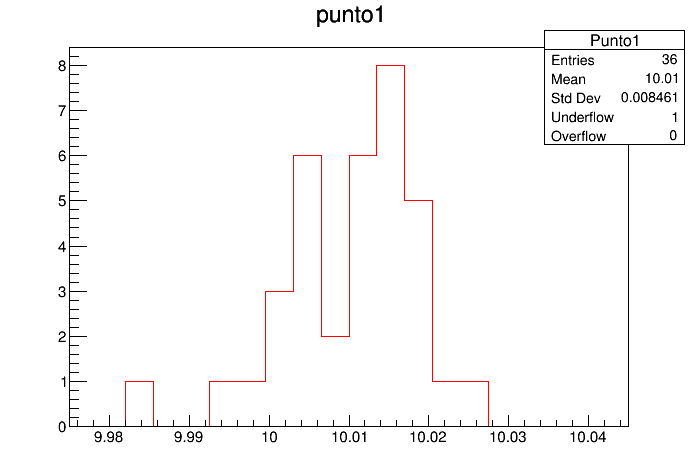 punto1
Punto1
Entries 36
Mean 10.01
Std Dev 0.008461
Underflow 1
Overflow 0
8
7
6
5
4
3
2
1
0
9.98 9.99 10 10.01 10.02 10.03 10.04